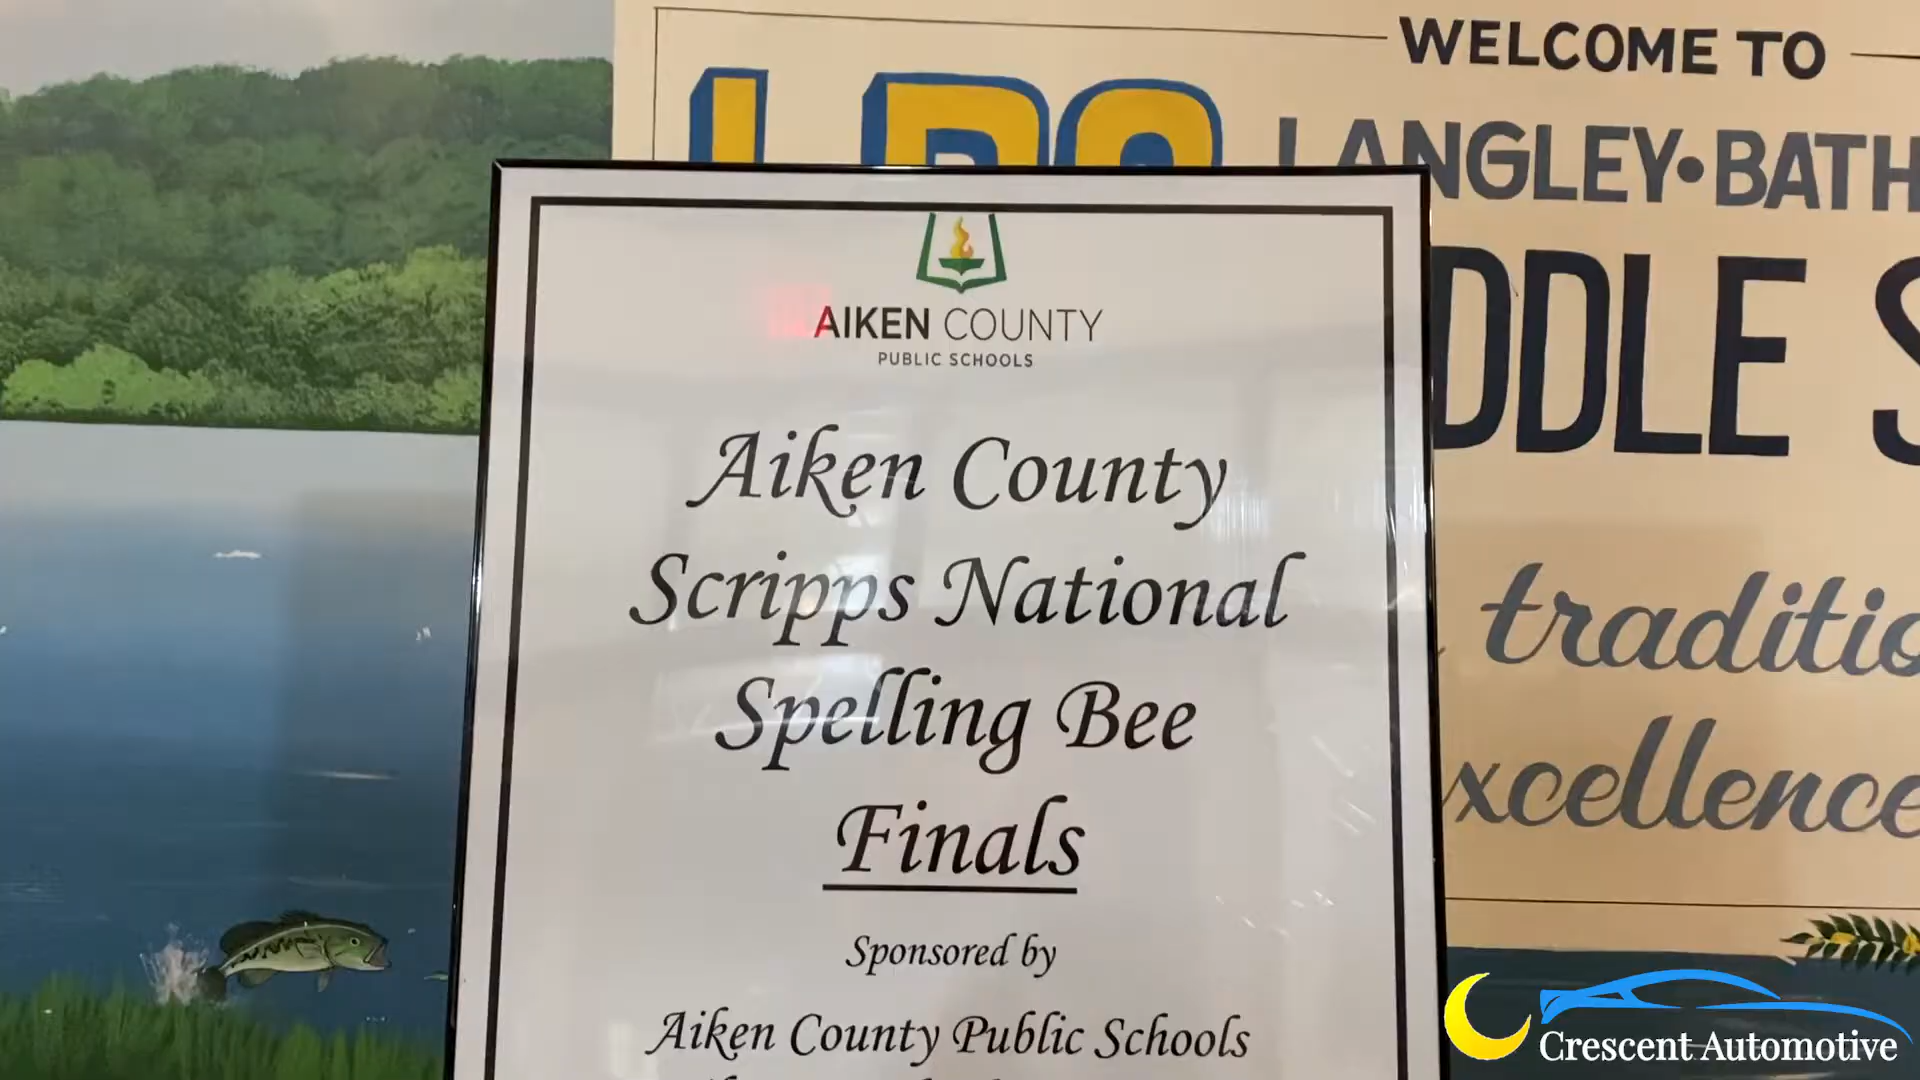 WELCOME TO
LANGLEY•BATH
DDLE S
traditio
xcellence
AIKEN COUNTY
PUBLIC SCHOOLS
Aiken County
Scripps National
Spelling Bee
Finals
Sponsored by
Aiken County Public Schools
Crescent Automotive